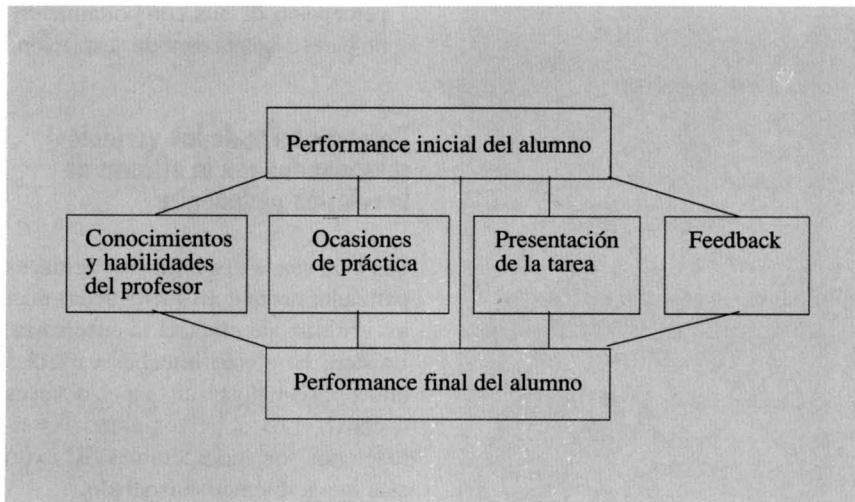 Performance inicial del alumno
Conocimientos
y habilidades
del profesor
Ocasiones
de práctica
Presentación
de la tarea
Feedback
Performance final del alumno